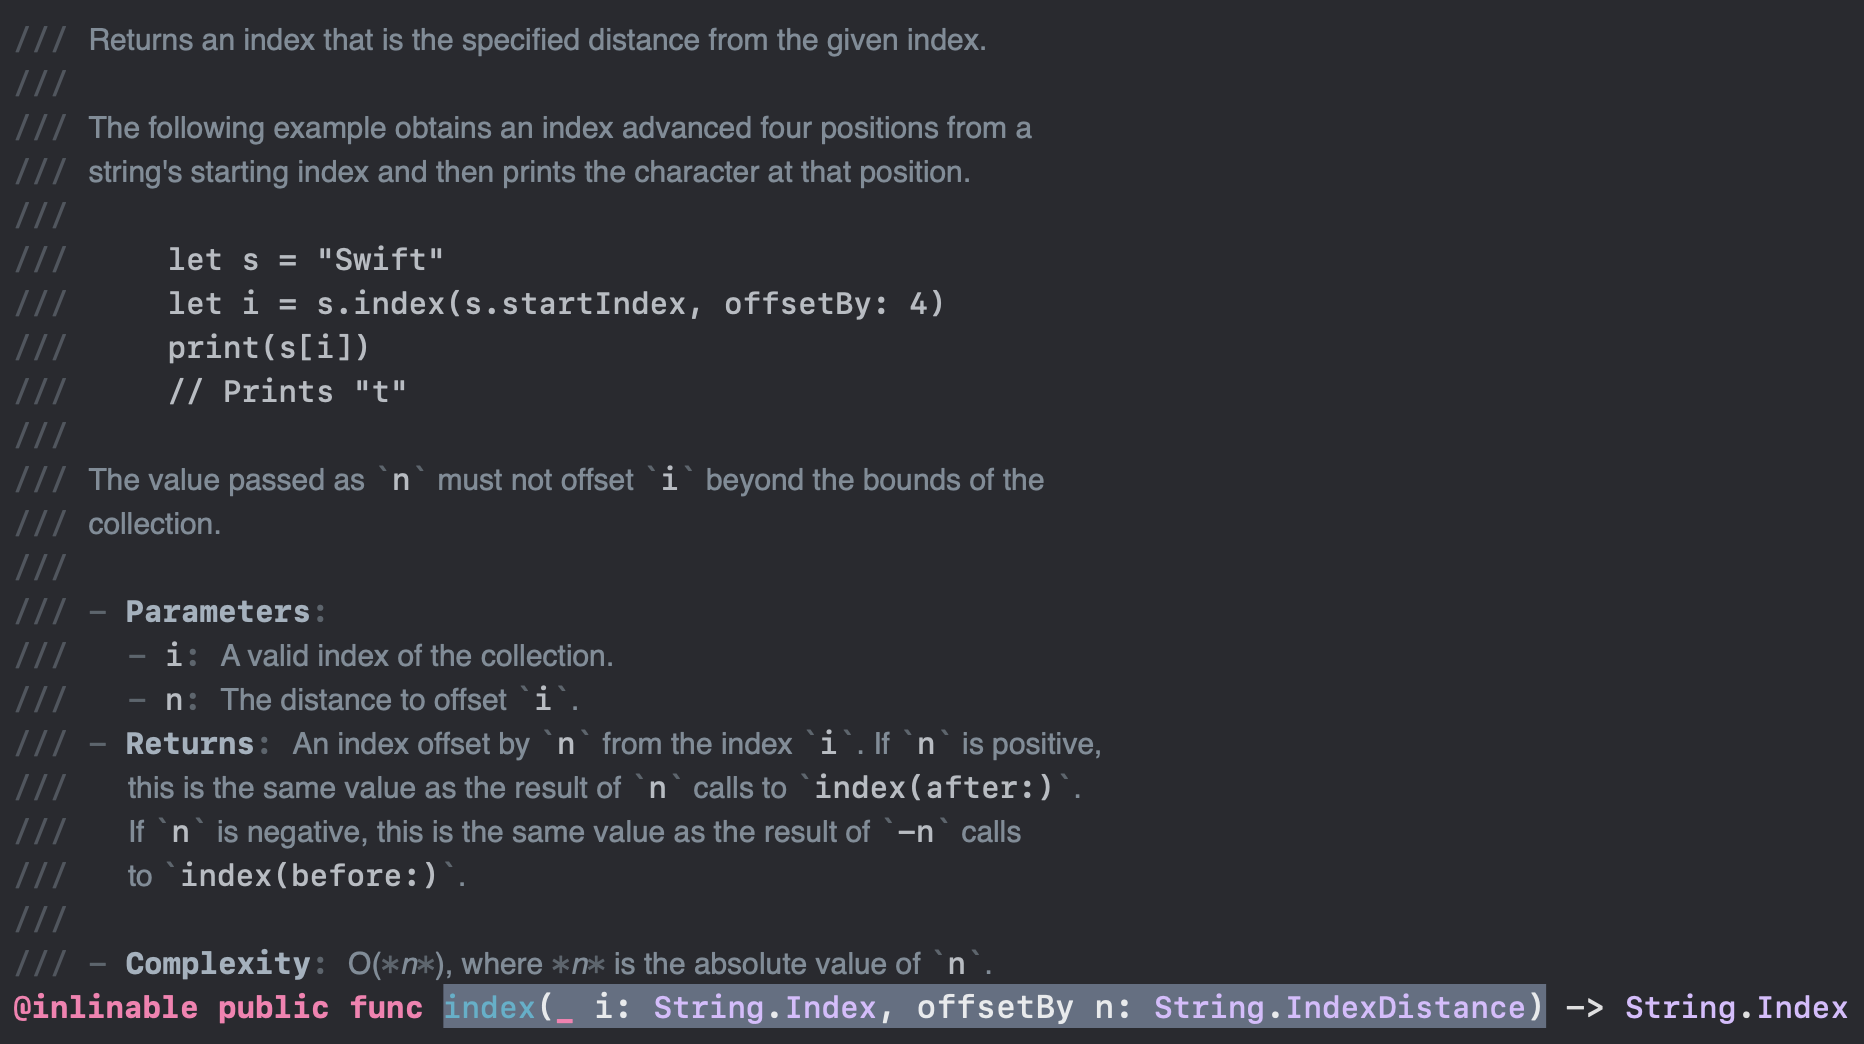 /// Returns an index that is the specified distance from the given index.
///
/// The following example obtains an index advanced four positions from a
/// string's starting index and then prints the character at that position.
///
///     let s = "Swift"
///     let i = s.index(s.startIndex, offsetBy: 4)
///     print(s[i])
///     // Prints "t"
///
/// The value passed as `n` must not offset `i` beyond the bounds of the
/// collection.
///
/// - Parameters:
///   - i: A valid index of the collection.
///   - n: The distance to offset `i`.
/// - Returns: An index offset by `n` from the index `i`. If `n` is positive,
///   this is the same value as the result of `n` calls to `index(after:)`.
///   If `n` is negative, this is the same value as the result of `-n` calls
///   to `index(before:)`.
///
/// - Complexity: O(*n*), where *n* is the absolute value of `n`.
@inlinable public func index(_ i: String.Index, offsetBy n: String.IndexDistance) -> String.Index